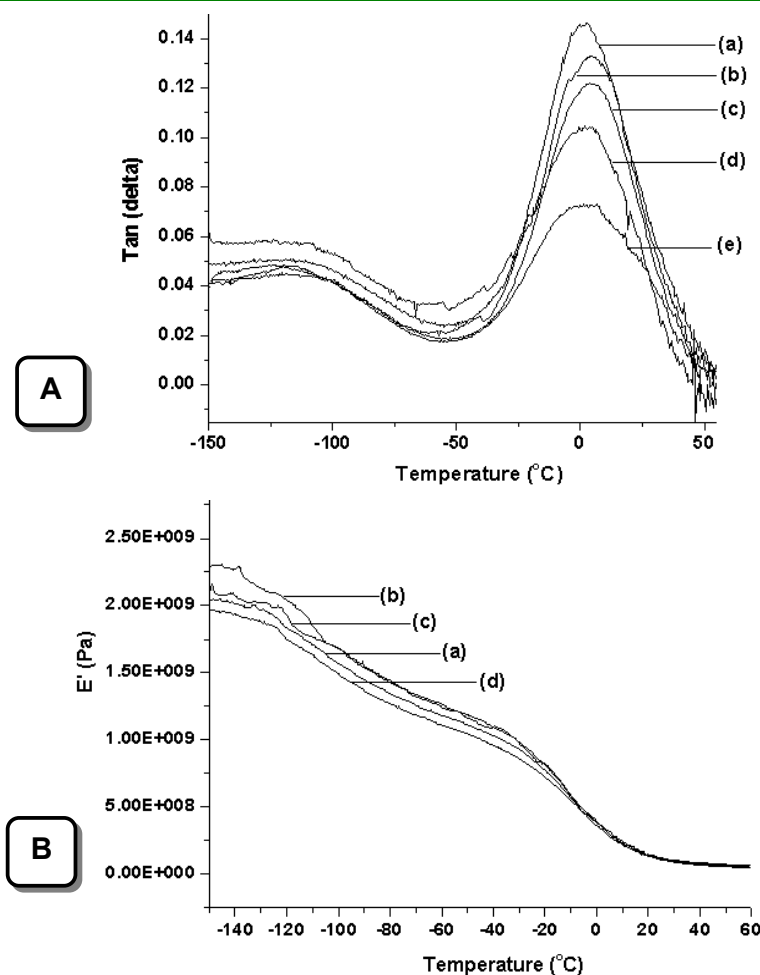 0.14
0.12
0.10
0.08
0.06
0.04
0.02
0.00
Tan (delta)
(a)
(b)
(c)
(d)
(e)
A
-150 -100 -50 0 50
Temperature (°C)
2.50E+009
2.00E+009
1.50E+009
1.00E+009
5.00E+008
0.00E+000
E' (Pa)
(b)
(c)
(a)
(d)
B
-140 -120 -100 -80 -60 -40 -20 0 20 40 60
Temperature (°C)